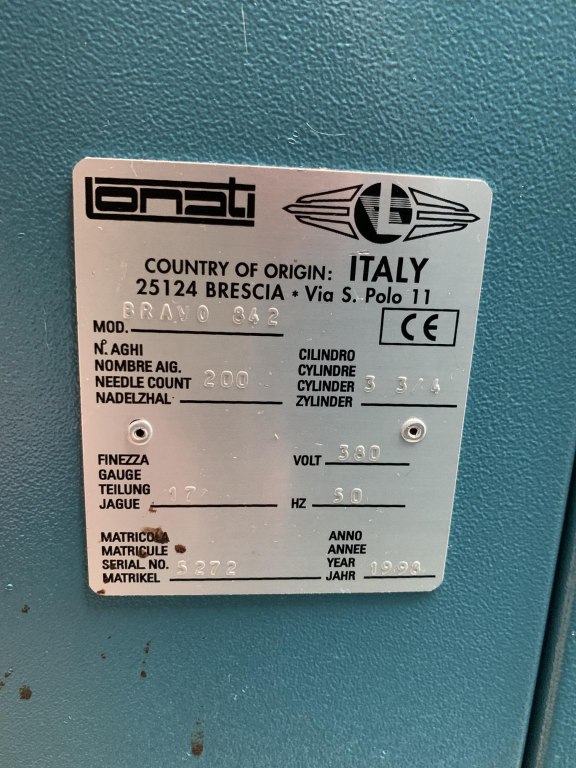 Lonati
COUNTRY OF ORIGIN: ITALY
25124 BRESCIA * Via S. Polo 11
MOD. BRAVO 842
CE
N. AGHI
NOMBRE AIG.
NEEDLE COUNT 200
NADELZHAL
CILINDRO
CYLINDRE
CYLINDER 3 3/4
ZYLINDER
FINEZZA
GAUGE
TEILUNG
JAGUE 17
VOLT 380
HZ 50
MATRICOLA
MATRICULE
SERIAL NO. 5272
MATRIKEL
ANNO
ANNEE
YEAR
JAHR